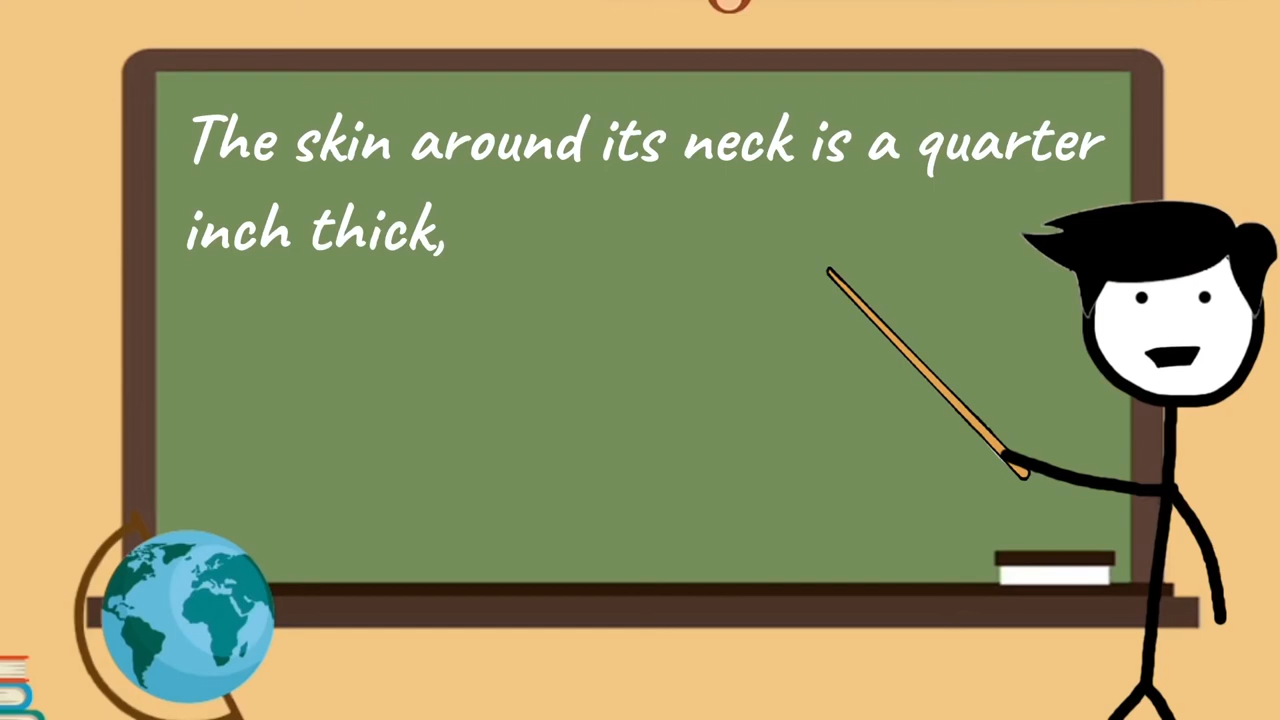 The skin around its neck is a quarter
inch thick,